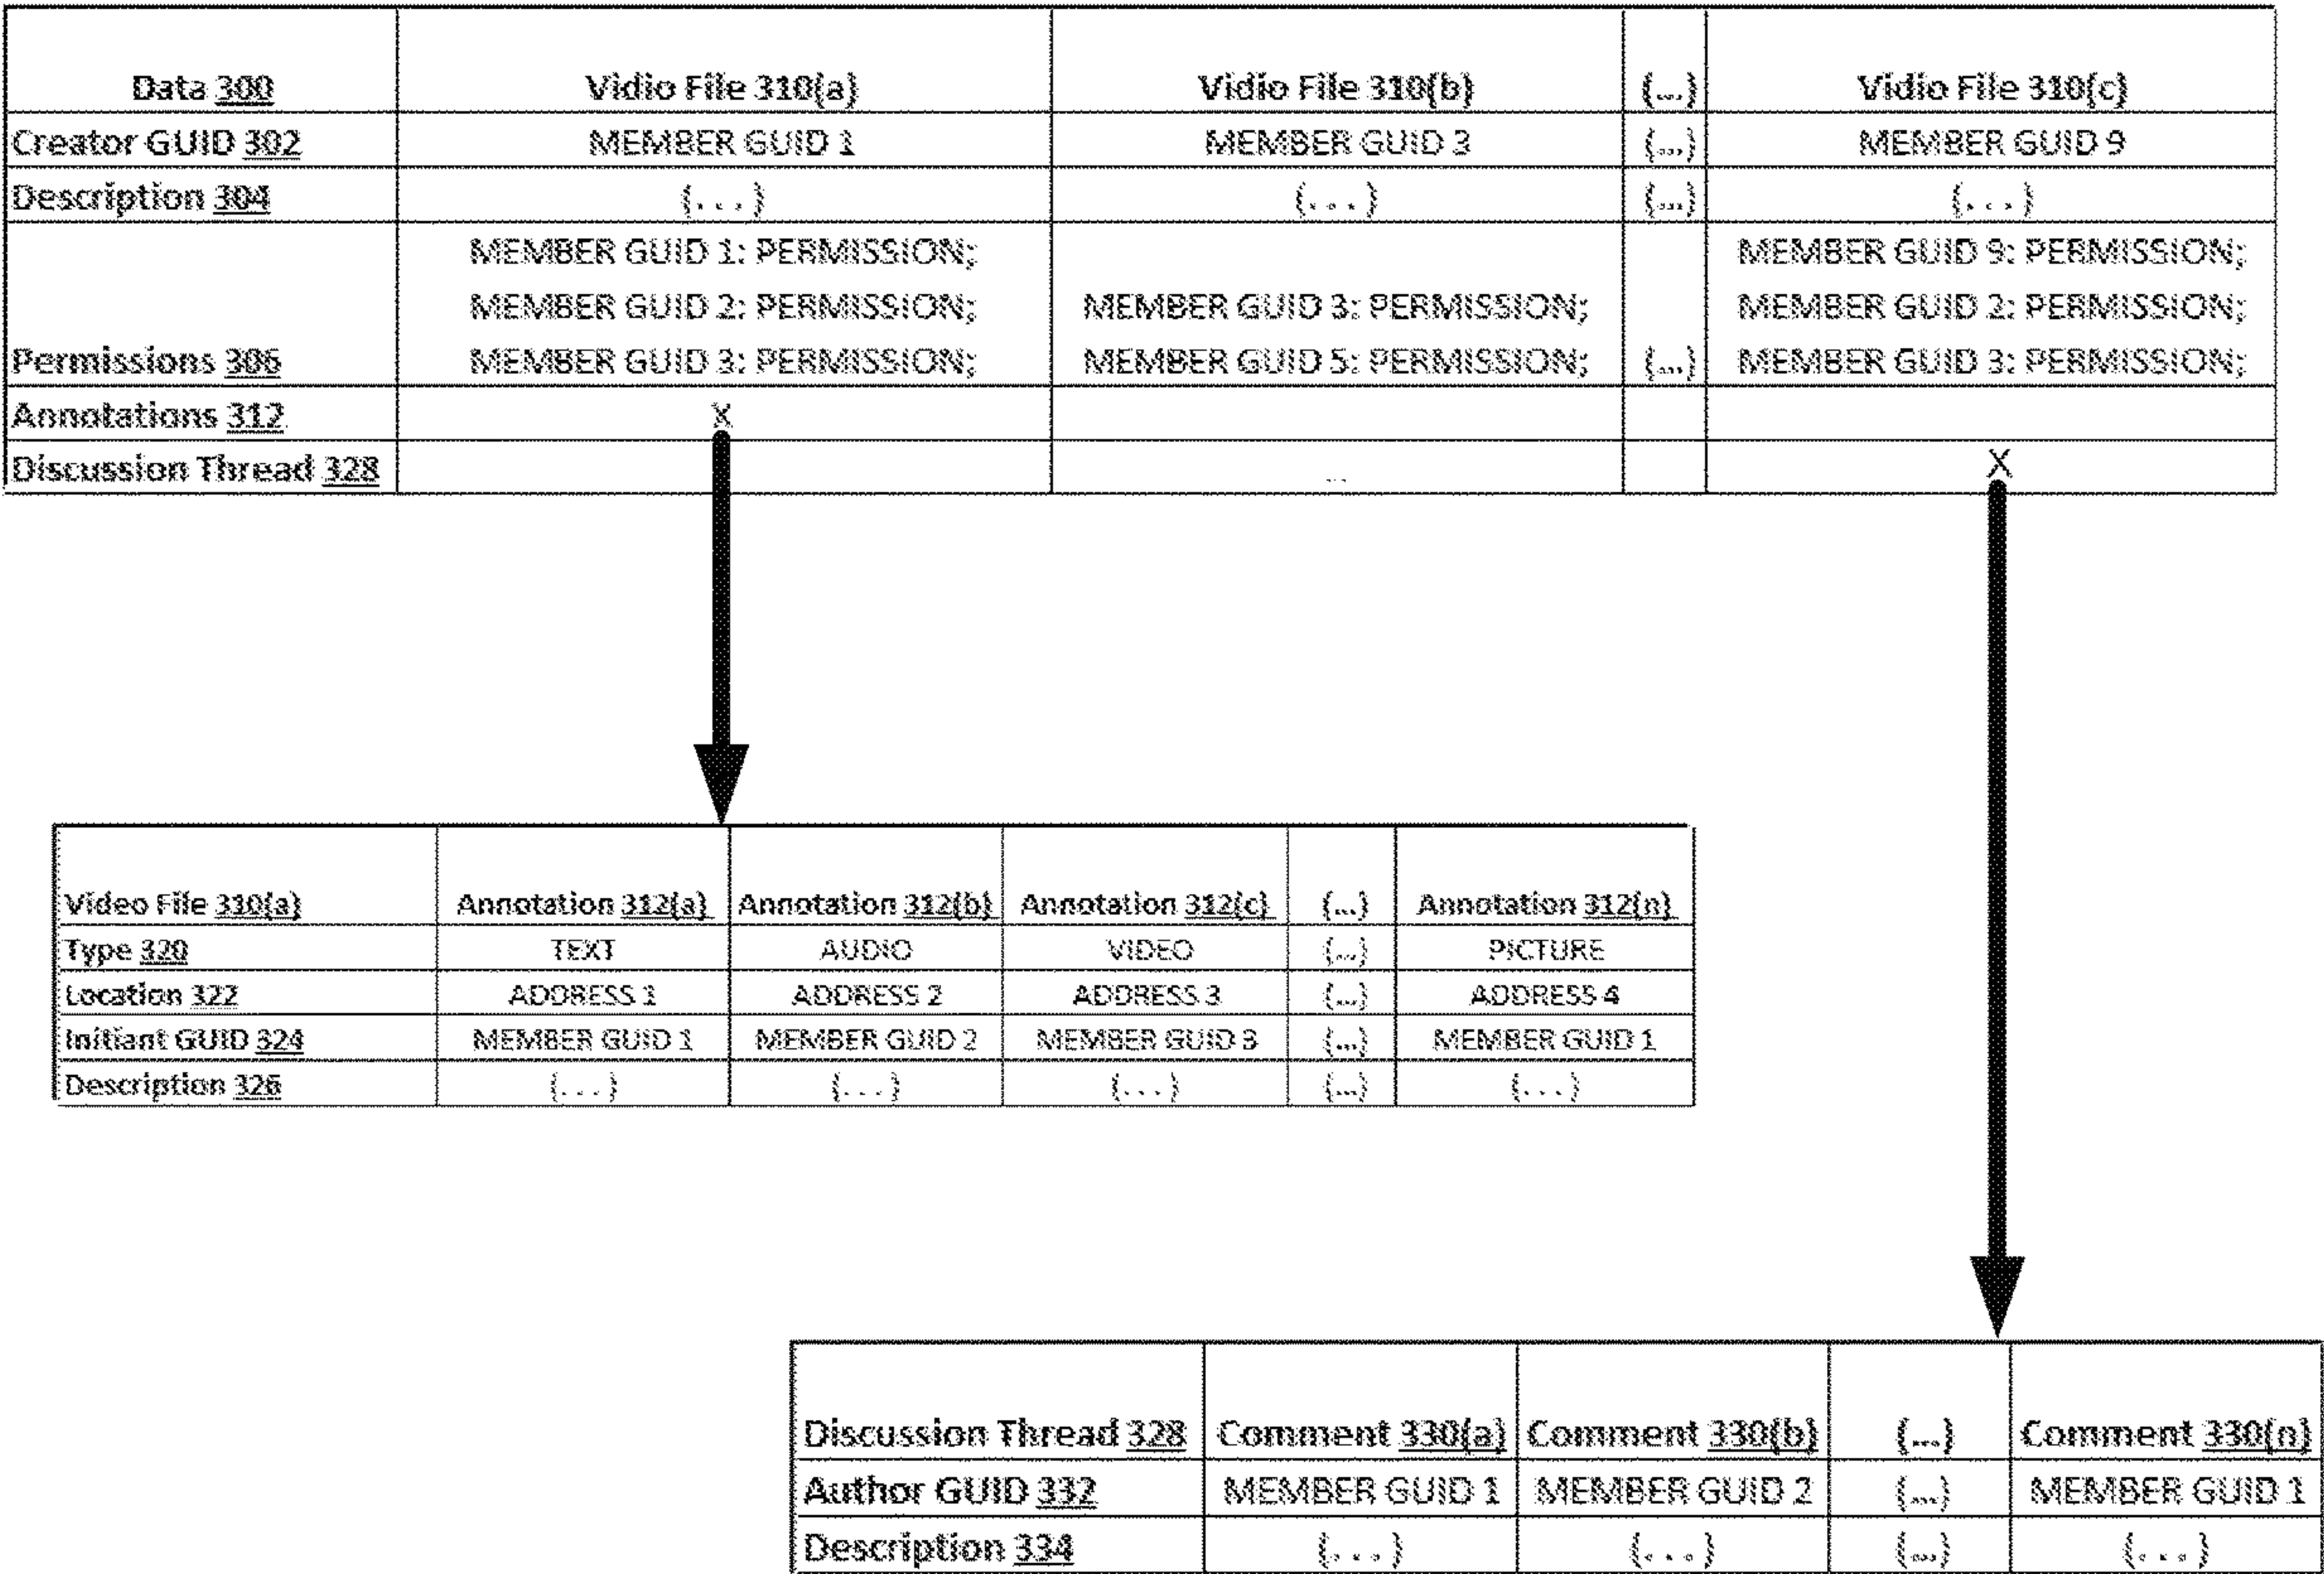 Data 300 Vidio File 310(a) Vidio File 310(b) (...) Vidio File 310(c)
Creator GUID 302 MEMBER GUID 1 MEMBER GUID 3 (...) MEMBER GUID 9
Description 304 (...) (...) (...) (...)
MEMBER GUID 1: PERMISSION; MEMBER GUID 9: PERMISSION;
MEMBER GUID 2: PERMISSION; MEMBER GUID 3: PERMISSION; MEMBER GUID 2: PERMISSION;
Permissions 306 MEMBER GUID 3: PERMISSION; MEMBER GUID 5: PERMISSION; (...) MEMBER GUID 3: PERMISSION;
Annotations 312 X
Discussion Thread 328 ... X
Video File 310(a) Annotation 312(a) Annotation 312(b) Annotation 312(c) (...) Annotation 312(n)
Type 320 TEXT AUDIO VIDEO (...) PICTURE
Location 322 ADDRESS 1 ADDRESS 2 ADDRESS 3 (...) ADDRESS 4
Initiant GUID 324 MEMBER GUID 1 MEMBER GUID 2 MEMBER GUID 3 (...) MEMBER GUID 1
Description 326 (...) (...) (...) (...) (...)
Discussion Thread 328 Comment 330(a) Comment 330(b) (...) Comment 330(n)
Author GUID 332 MEMBER GUID 1 MEMBER GUID 2 (...) MEMBER GUID 1
Description 334 (...) (...) (...) (...)